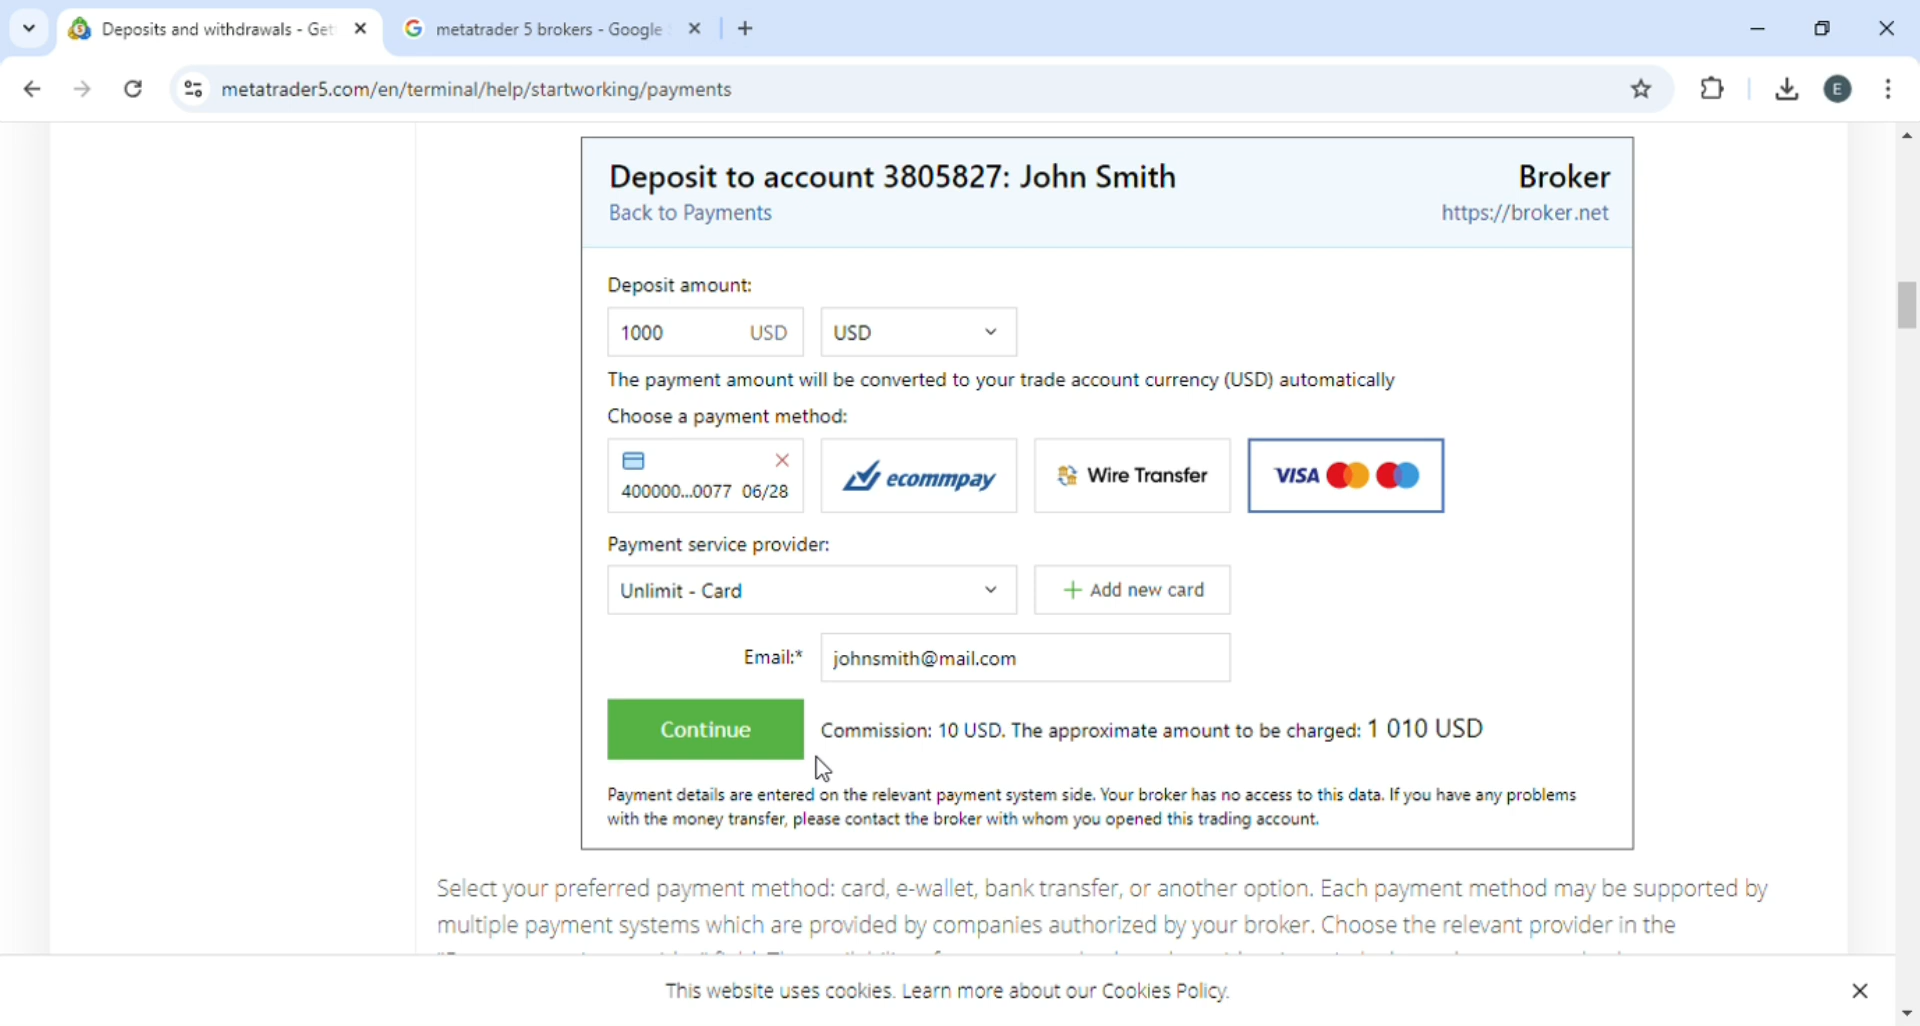 Deposits and withdrawals - Get
metatrader 5 brokers - Google
metatrader5.com/en/terminal/help/startworking/payments
E
Deposit to account 3805827: John Smith
Broker
Back to Payments
https://broker.net
Deposit amount:
1000 USD
USD
The payment amount will be converted to your trade account currency (USD) automatically
Choose a payment method:
400000...0077 06/28
ecommpay
Wire Transfer
VISA
Payment service provider:
Unlimit - Card
+ Add new card
Email:*
johnsmith@mail.com
Continue
Commission: 10 USD. The approximate amount to be charged: 1 010 USD
Payment details are entered on the relevant payment system side. Your broker has no access to this data. If you have any problems
with the money transfer, please contact the broker with whom you opened this trading account.
Select your preferred payment method: card, e-wallet, bank transfer, or another option. Each payment method may be supported by
multiple payment systems which are provided by companies authorized by your broker. Choose the relevant provider in the
This website uses cookies. Learn more about our Cookies Policy.